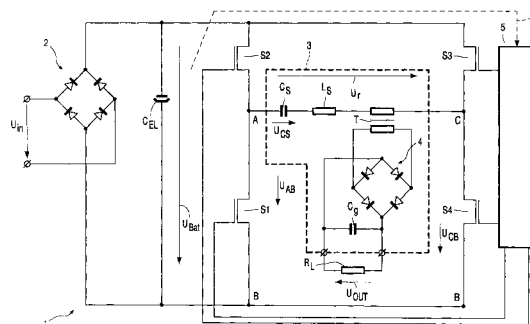 2
3
5
S2
S3
C_S
L_S
U_r
A
C
U_CS
T
U_in
C_EL
4
U_AB
S1
S4
C_g
U_Bat
U_CB
R_L
B
B
U_OUT